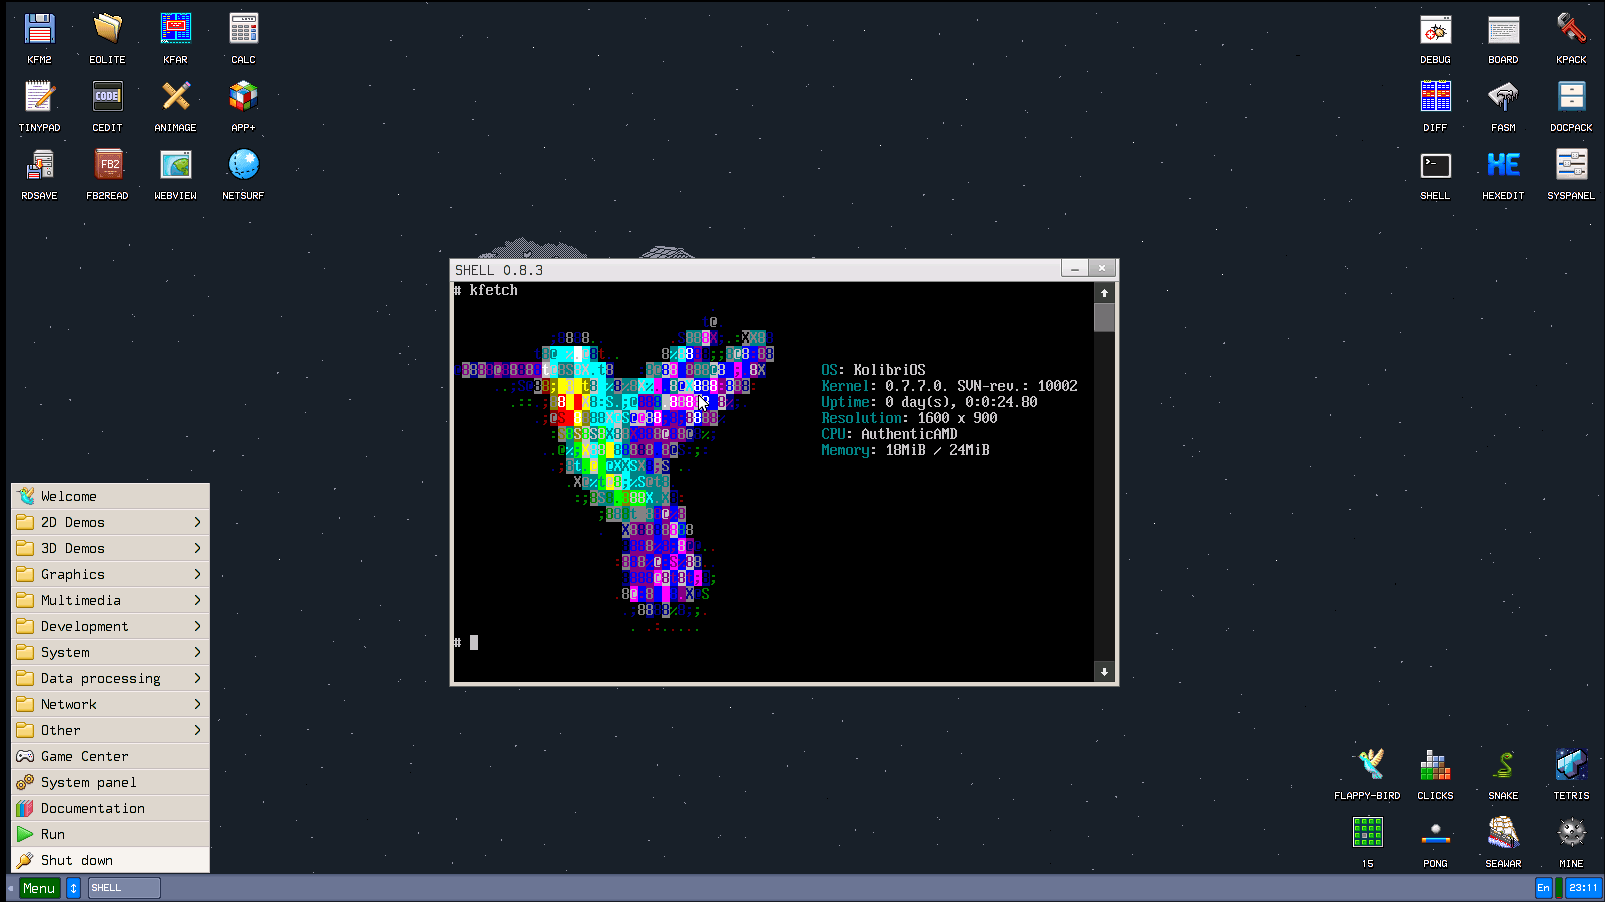 KFM2
EOLITE
KFAR
CALC
TINYPAD
CEDIT
ANIMAGE
APP+
RDSAVE
FB2READ
WEBVIEW
NETSURF
DEBUG
BOARD
KPACK
DIFF
FASM
DOCPACK
SHELL
HEXEDIT
SYSPANEL
CODE
FB2
SHELL 0.8.3
# kfetch
OS: KolibriOS
Kernel: 0.7.7.0. SVN-rev.: 10002
Uptime: 0 day(s), 0:0:24.80
Resolution: 1600 x 900
CPU: AuthenticAMD
Memory: 18MiB / 24MiB
#
Welcome
2D Demos
3D Demos
Graphics
Multimedia
Development
System
Data processing
Network
Other
Game Center
System panel
Documentation
Run
Shut down
FLAPPY-BIRD
CLICKS
SNAKE
TETRIS
15
PONG
SEAWAR
MINE
Menu
SHELL
En
23:11